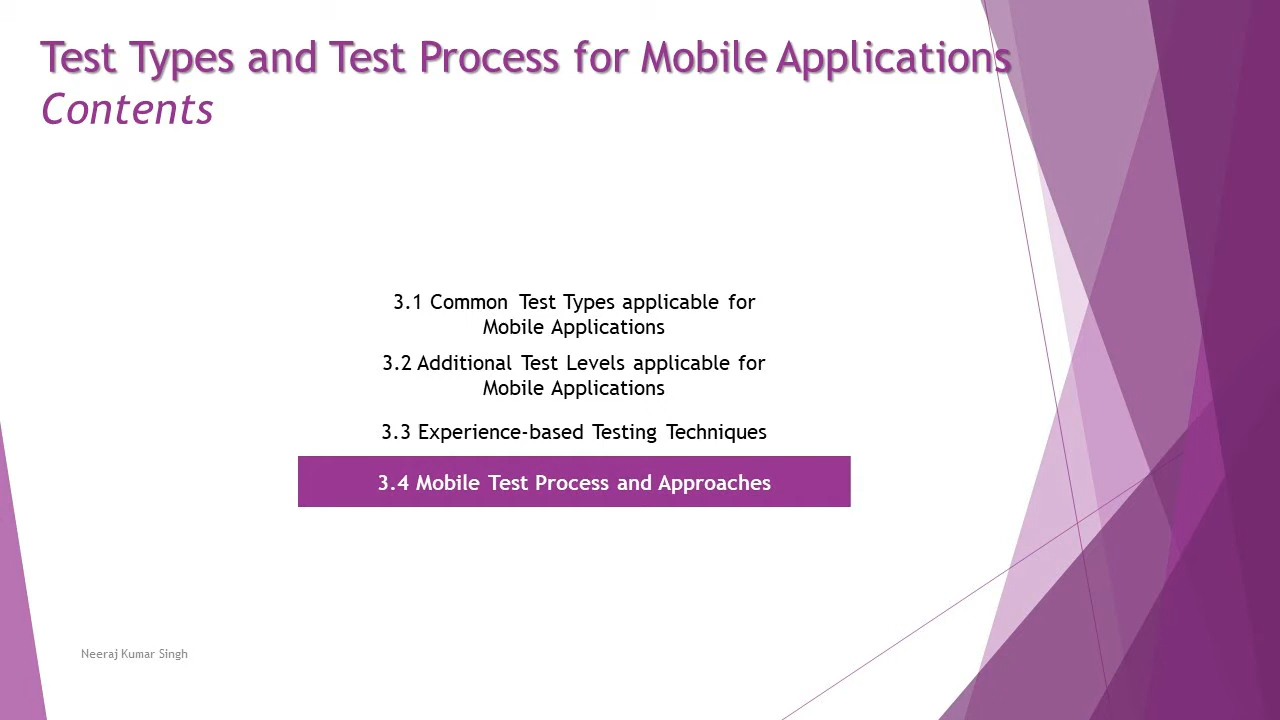 Test Types and Test Process for Mobile Applications
Contents
3.1 Common Test Types applicable for
Mobile Applications
3.2 Additional Test Levels applicable for
Mobile Applications
3.3 Experience-based Testing Techniques
3.4 Mobile Test Process and Approaches
Neeraj Kumar Singh